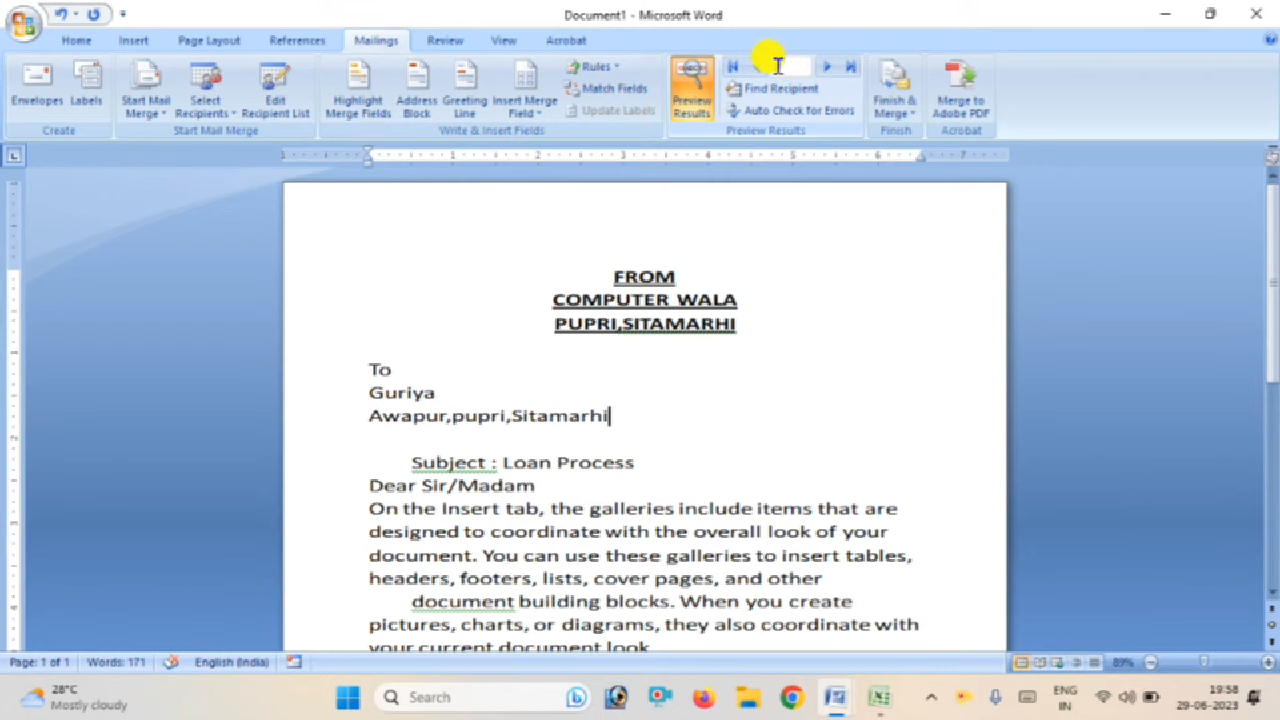 Document1 - Microsoft Word
Home Insert Page Layout References Mailings Review View Acrobat
Envelopes Labels Start Mail Merge Select Recipients Edit Recipient List Highlight Merge Fields Address Block Greeting Line Insert Merge Field Rules Match Fields Update Labels Preview Results Find Recipient Auto Check for Errors Finish & Merge Merge to Adobe PDF
Create Start Mail Merge Write & Insert Fields Preview Results Finish Acrobat
FROM
COMPUTER WALA
PUPRI,SITAMARHI
To
Guriya
Awapur,pupri,Sitamarhi
Subject : Loan Process
Dear Sir/Madam
On the Insert tab, the galleries include items that are
designed to coordinate with the overall look of your
document. You can use these galleries to insert tables,
headers, footers, lists, cover pages, and other
document building blocks. When you create
pictures, charts, or diagrams, they also coordinate with
your current document look.
Page: 1 of 1 Words: 171 English (India) 89%
28°C
Mostly cloudy
Search
ENG
IN
19:58
29-06-2023